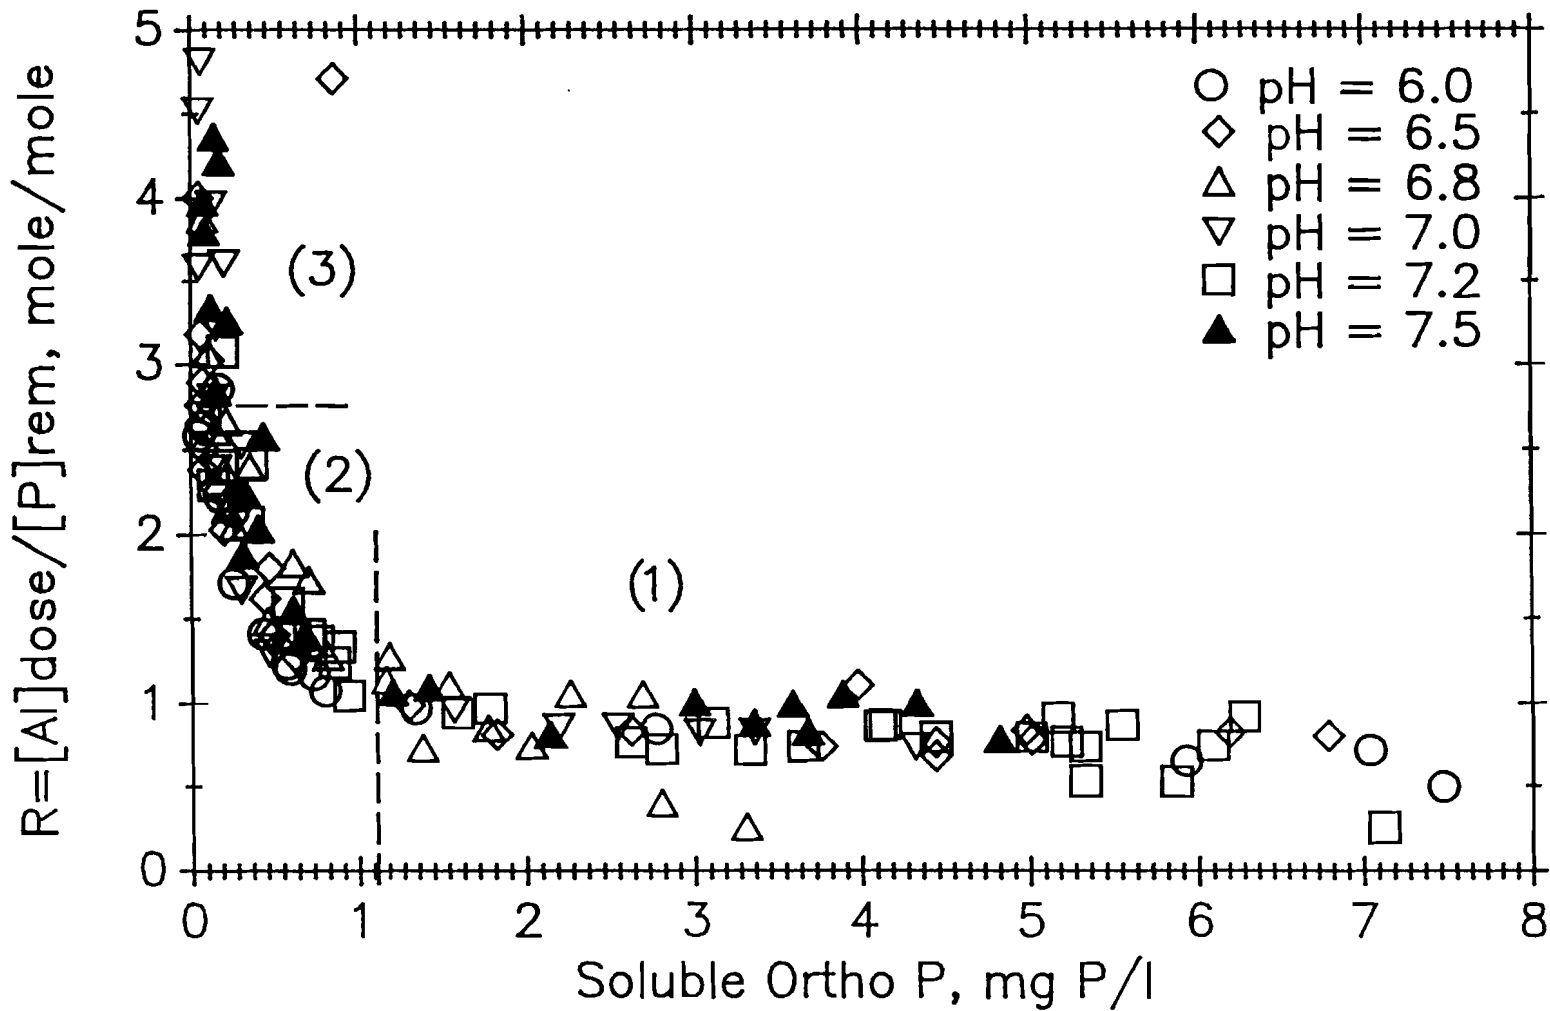 R=[Al]dose/[P]rem, mole/mole
5
4
3
2
1
0
0 1 2 3 4 5 6 7 8
Soluble Ortho P, mg P/l
pH = 6.0
pH = 6.5
pH = 6.8
pH = 7.0
pH = 7.2
pH = 7.5
(3)
(2)
(1)